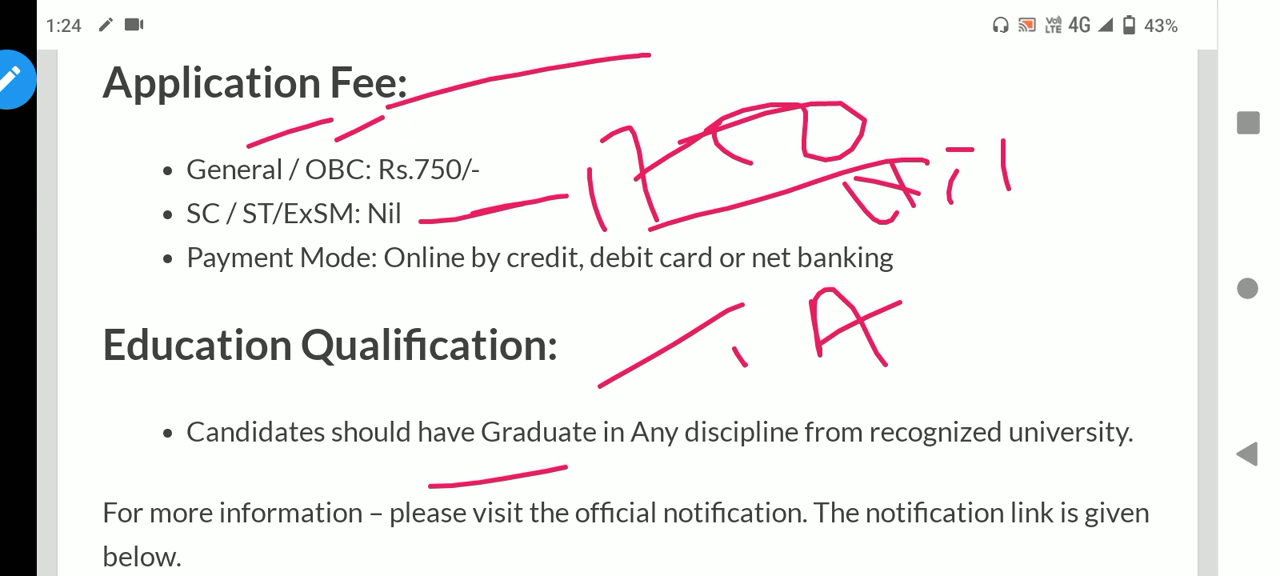 1:24 Vo) LTE 4G 43%
Application Fee:
• General / OBC: Rs.750/-
• SC / ST/ExSM: Nil
• Payment Mode: Online by credit, debit card or net banking
Education Qualification:
A
• Candidates should have Graduate in Any discipline from recognized university.
For more information – please visit the official notification. The notification link is given
below.